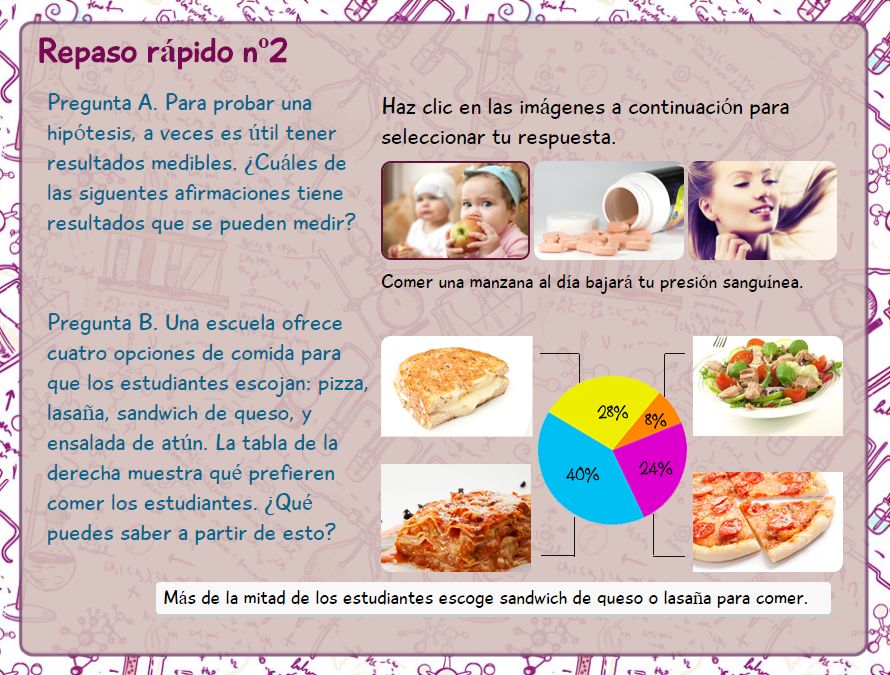 Repaso rápido nº2
Pregunta A. Para probar una
hipótesis, a veces es útil tener
resultados medibles. ¿Cuáles de
las siguentes afirmaciones tiene
resultados que se pueden medir?
Haz clic en las imágenes a continuación para
seleccionar tu respuesta.
Comer una manzana al día bajará tu presión sanguínea.
Pregunta B. Una escuela ofrece
cuatro opciones de comida para
que los estudiantes escojan: pizza,
lasaña, sandwich de queso, y
ensalada de atún. La tabla de la
derecha muestra qué prefieren
comer los estudiantes. ¿Qué
puedes saber a partir de esto?
28%
8%
40%
24%
Más de la mitad de los estudiantes escoge sandwich de queso o lasaña para comer.